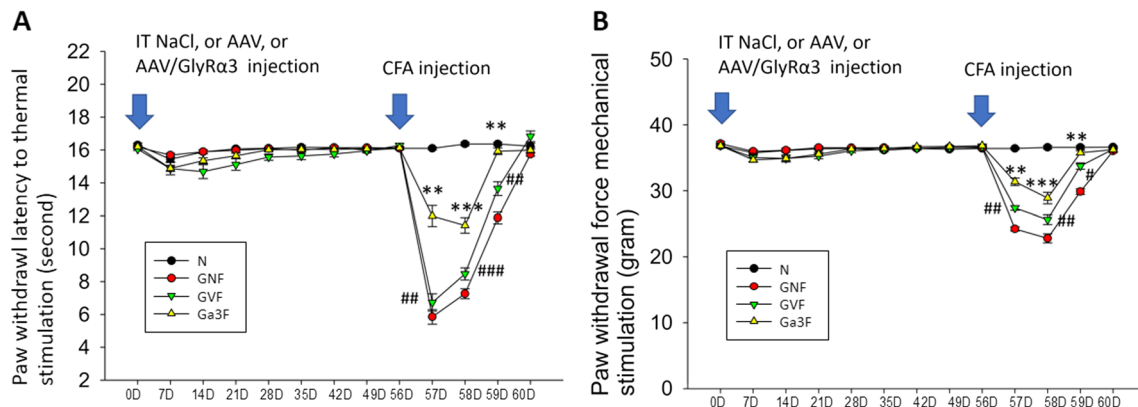 A
IT NaCl, or AAV, or
AAV/GlyRα3 injection
CFA injection
Paw withdrawl latency to thermal
stimulation (second)
22
20
18
16
14
12
10
8
6
4
2
**
**
***
##
##
###
N
GNF
GVF
Ga3F
0D 7D 14D 21D 28D 35D 42D 49D 56D 57D 58D 59D 60D
B
IT NaCl, or AAV, or
AAV/GlyRα3 injection
CFA injection
Paw withdrawal force mechanical
stimulation (gram)
50
40
30
20
10
0
**
**
***
#
##
##
N
GNF
GVF
Ga3F
0D 7D 14D 21D 28D 35D 42D 49D 56D 57D 58D 59D 60D